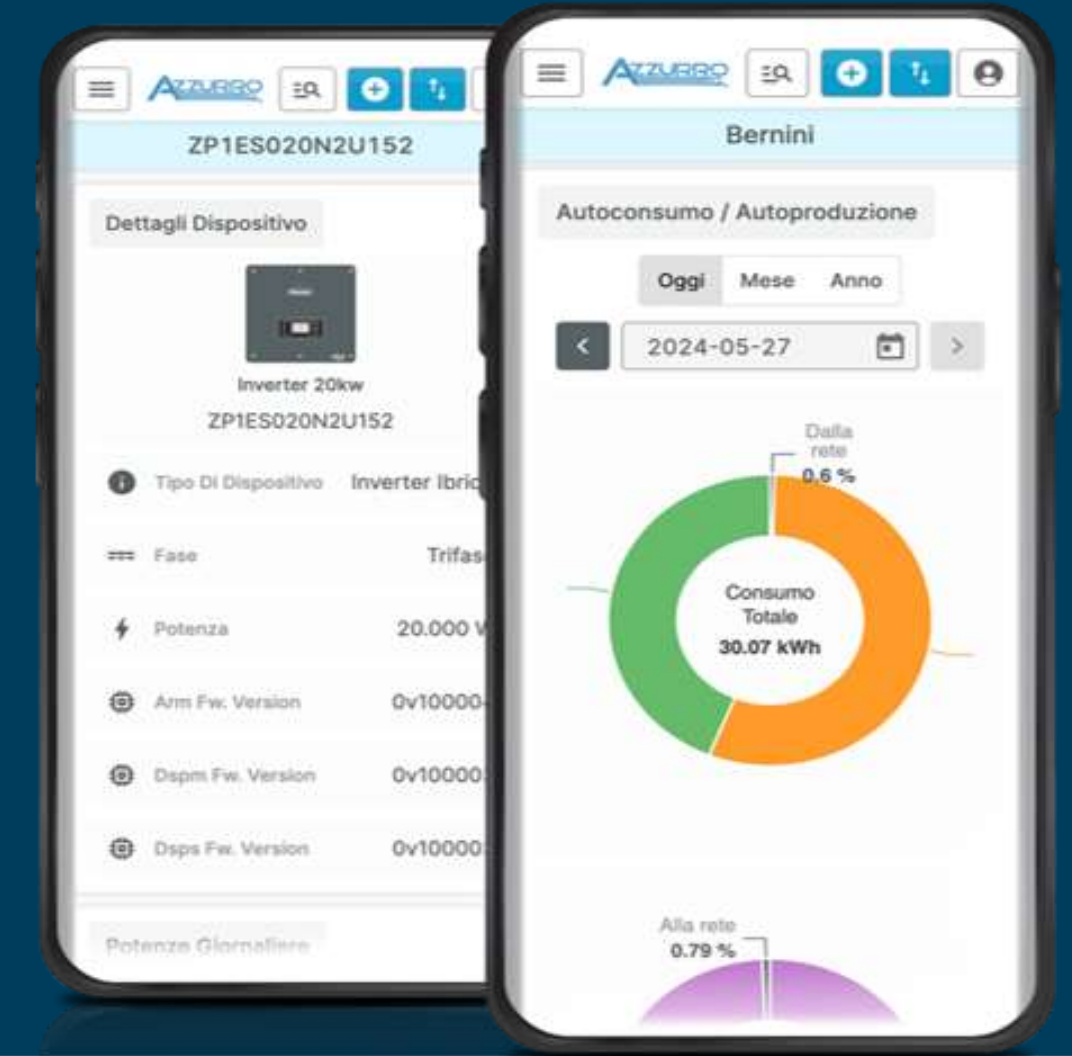 AZZURRO
ZP1ES020N2U152
Dettagli Dispositivo
Inverter 20kw
ZP1ES020N2U152
Tipo Di Dispositivo Inverter Ibric
Fase Trifas
Potenza 20.000
Arm Fw. Version 0v10000
Dspm Fw. Version 0v10000
Dsps Fw. Version 0v10000
Potenze Giornaliere
AZZURRO
Bernini
Autoconsumo / Autoproduzione
Oggi Mese Anno
< 2024-05-27 >
Dalla
rete
0.6 %
Consumo
Totale
30.07 kWh
Alla rete
0.79 %